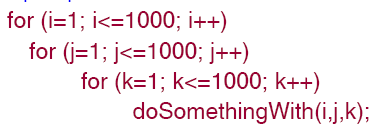 for (i=1; i<=1000; i++)
for (j=1; j<=1000; j++)
for (k=1; k<=1000; k++)
doSomethingWith(i,j,k);